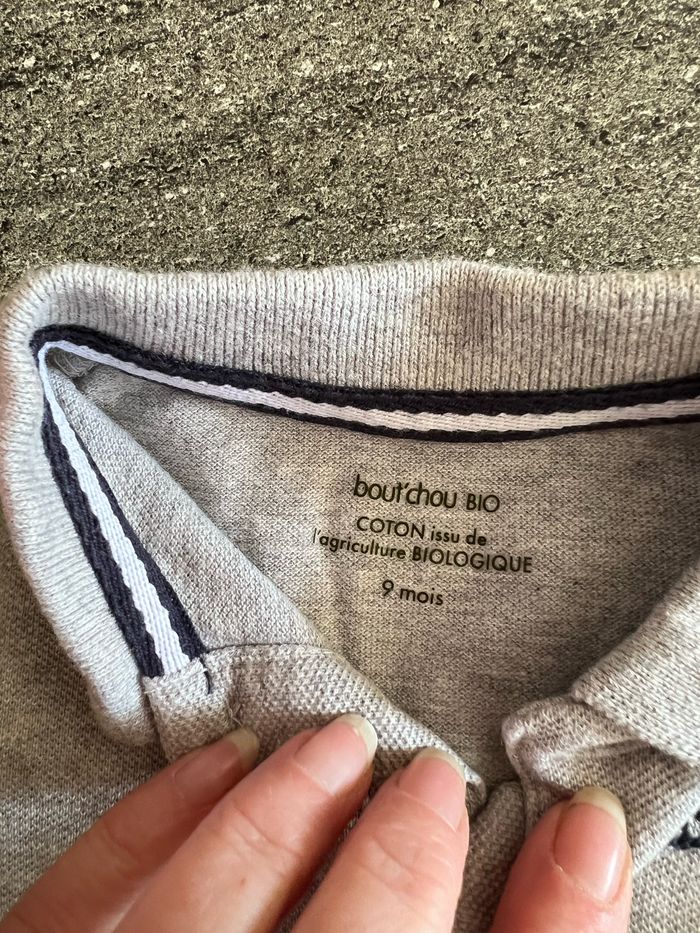 bout'chou BIO
COTON issu de
l'agriculture BIOLOGIQUE
9 mois